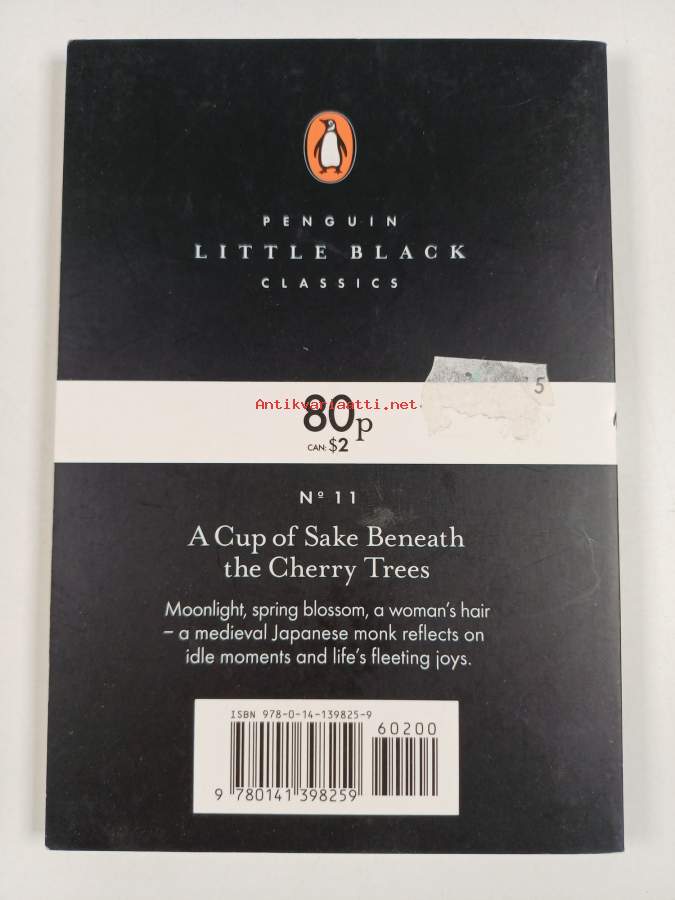 PENGUIN
LITTLE BLACK
CLASSICS
5
80p
Antikvariaatti.net
CAN: $2
Nº 11
A Cup of Sake Beneath
the Cherry Trees
Moonlight, spring blossom, a woman's hair
– a medieval Japanese monk reflects on
idle moments and life's fleeting joys.
ISBN 978-0-14-139825-9
60200
9 780141 398259